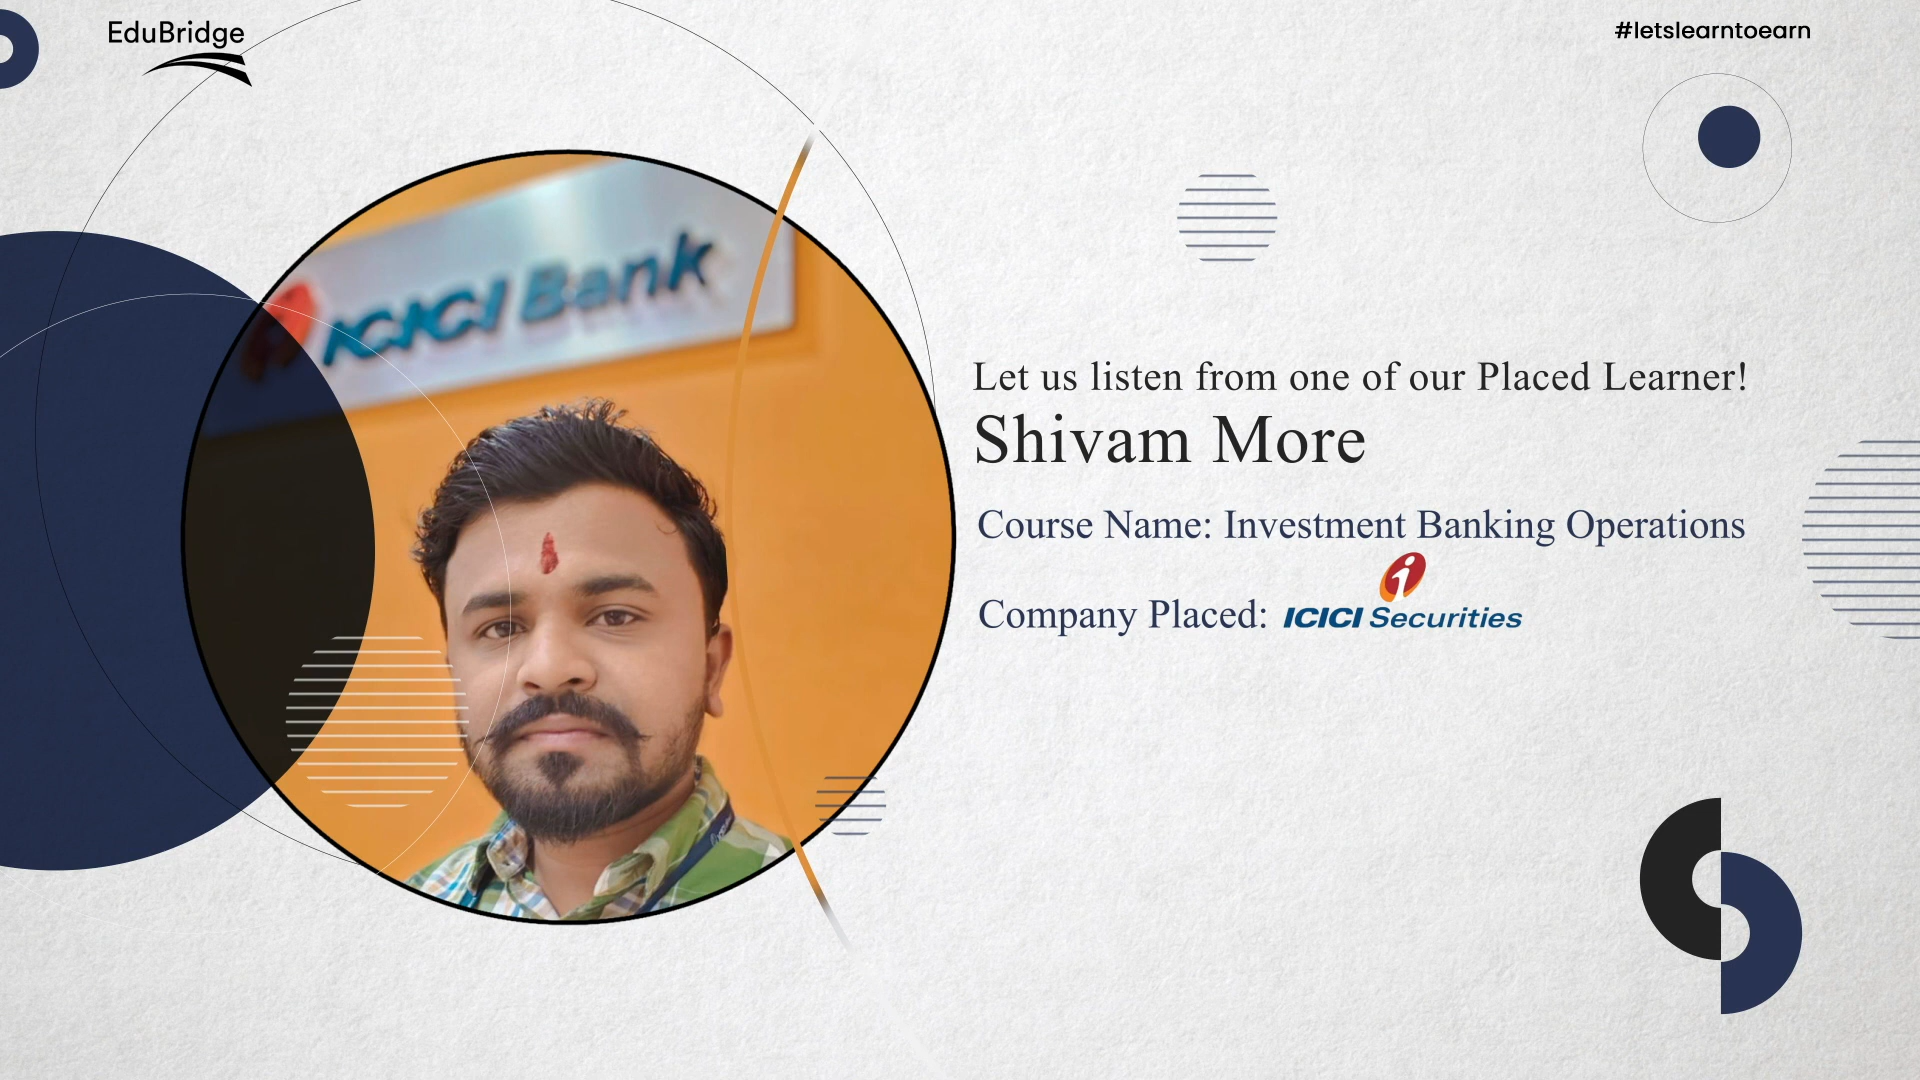 EduBridge
#letslearntoearn
ICICI Bank
Let us listen from one of our Placed Learner!
Shivam More
Course Name: Investment Banking Operations
Company Placed: ICICI Securities